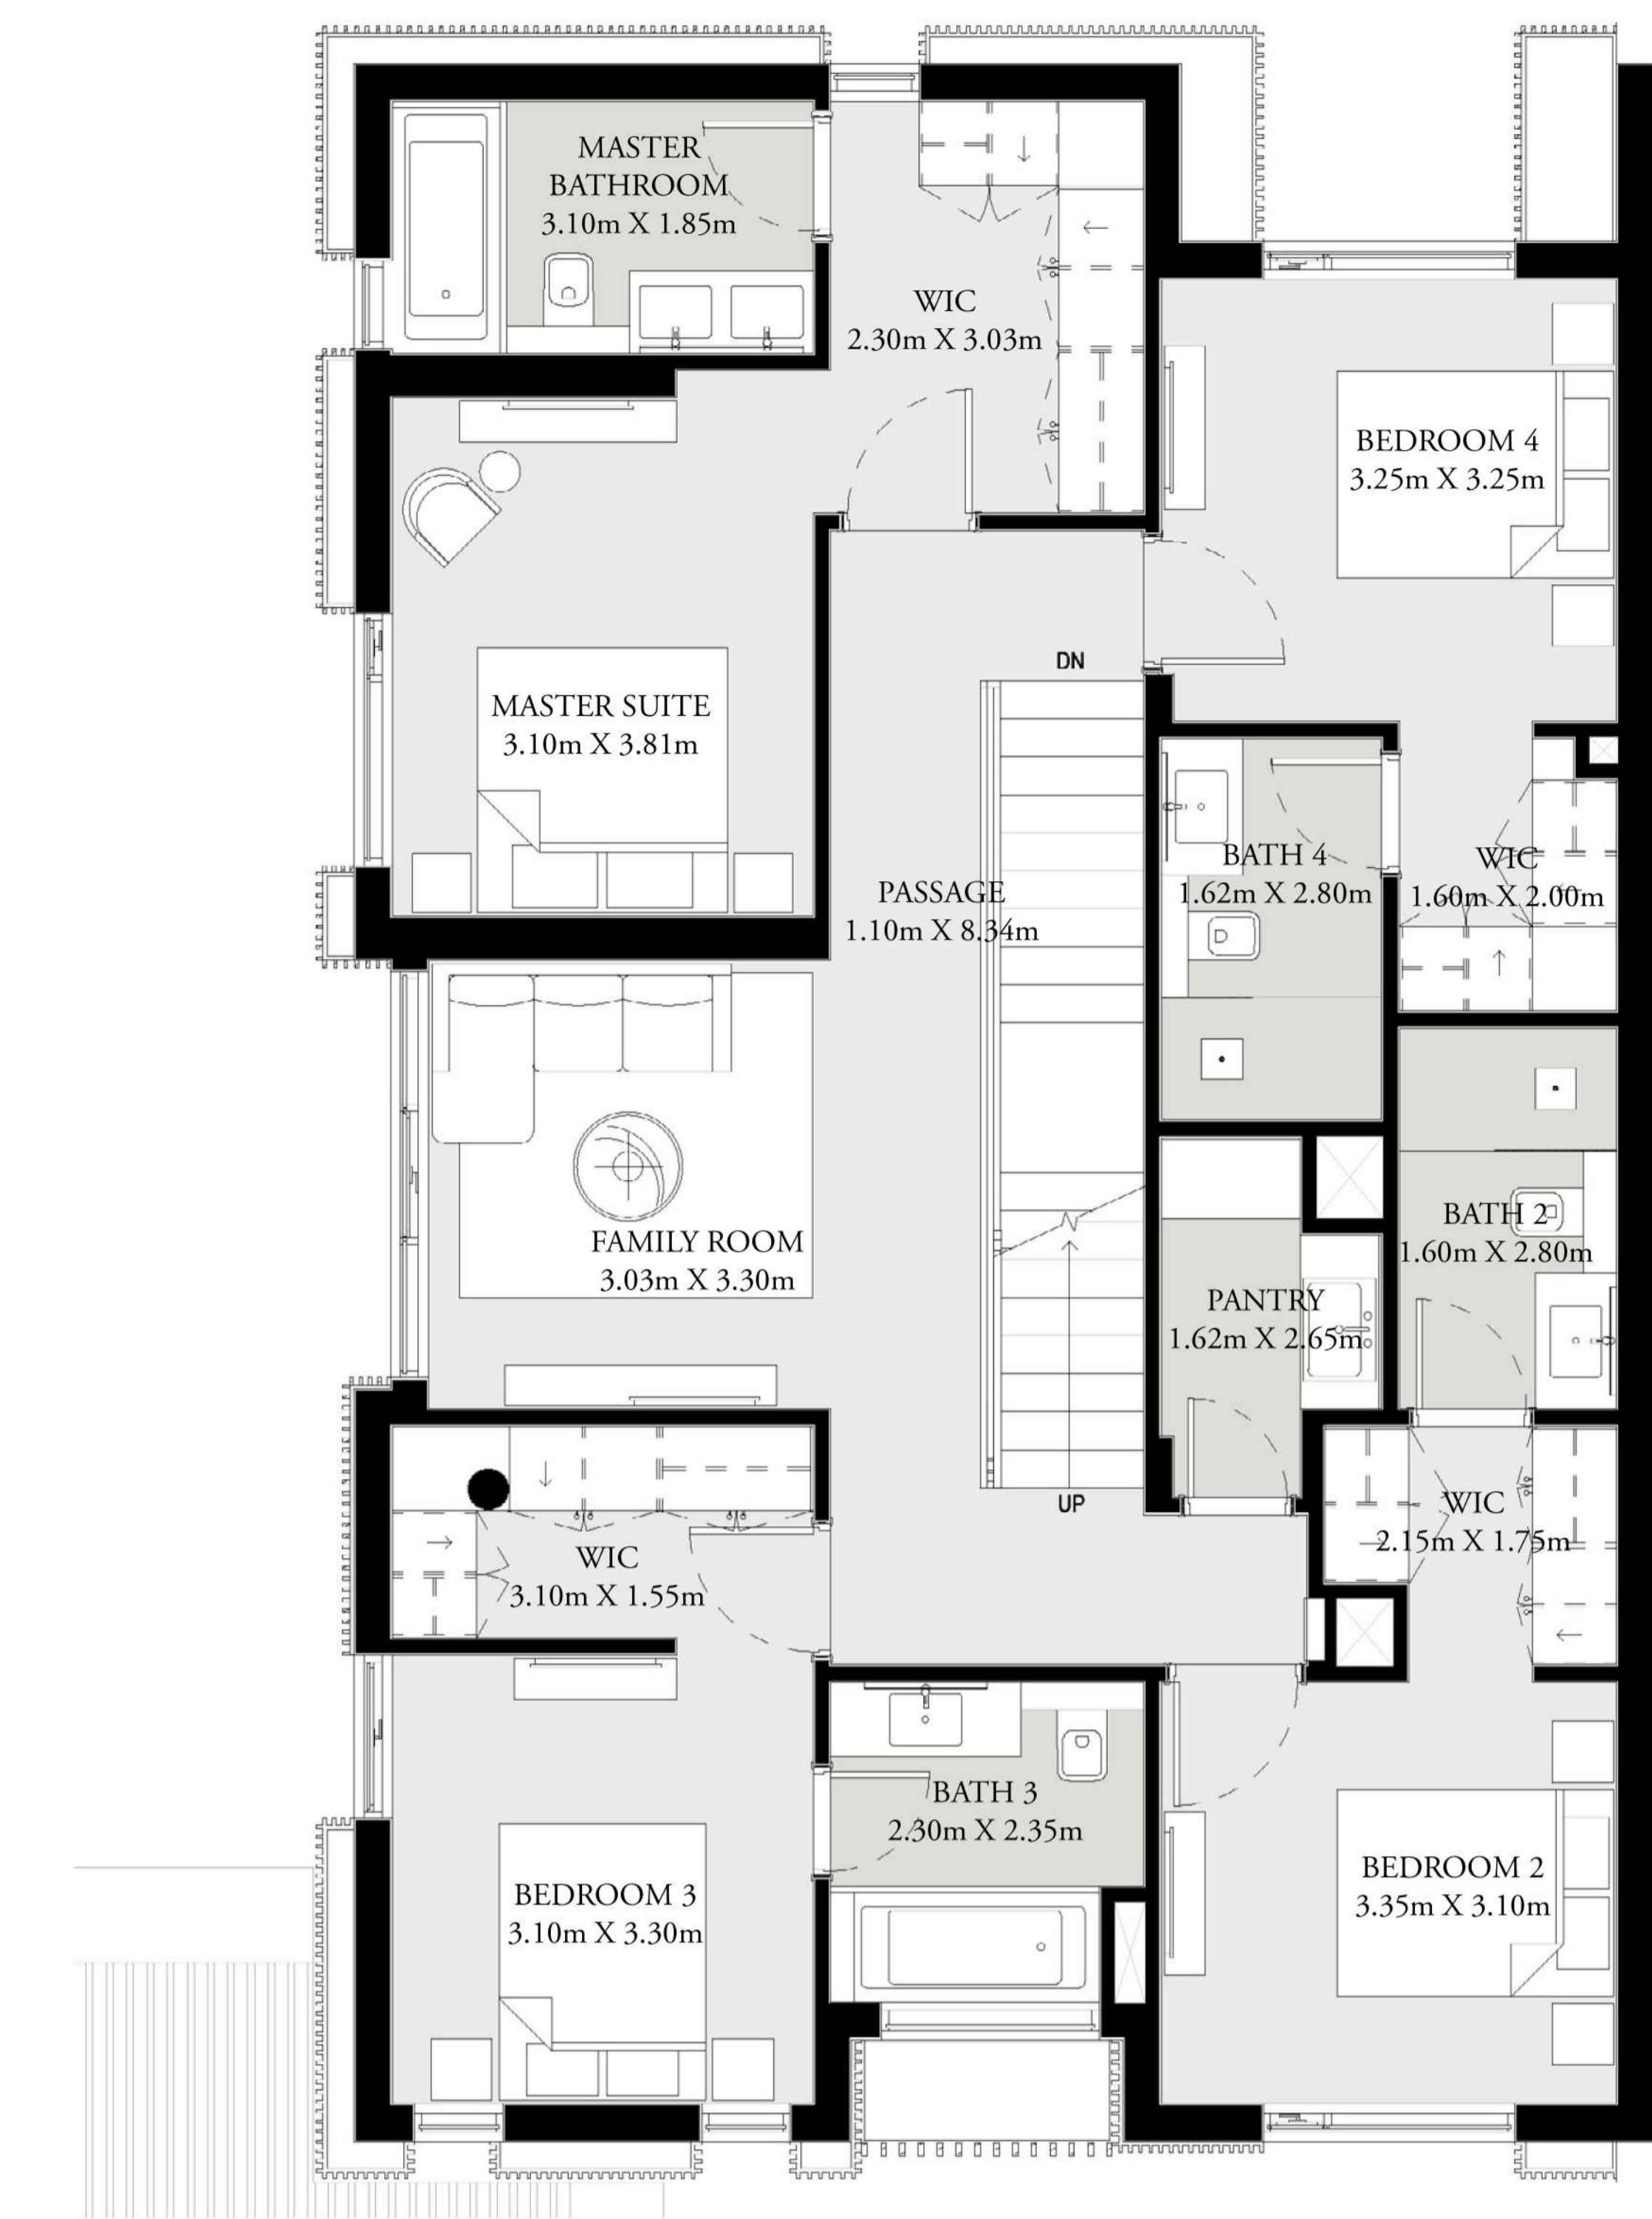 MASTER
BATHROOM
3.10m X 1.85m
WIC
2.30m X 3.03m
BEDROOM 4
3.25m X 3.25m
DN
MASTER SUITE
3.10m X 3.81m
BATH 4
1.62m X 2.80m
WIC
1.60m X 2.00m
PASSAGE
1.10m X 8.34m
FAMILY ROOM
3.03m X 3.30m
BATH 2
1.60m X 2.80m
PANTRY
1.62m X 2.65m
UP
WIC
2.15m X 1.75m
WIC
3.10m X 1.55m
BATH 3
2.30m X 2.35m
BEDROOM 2
3.35m X 3.10m
BEDROOM 3
3.10m X 3.30m